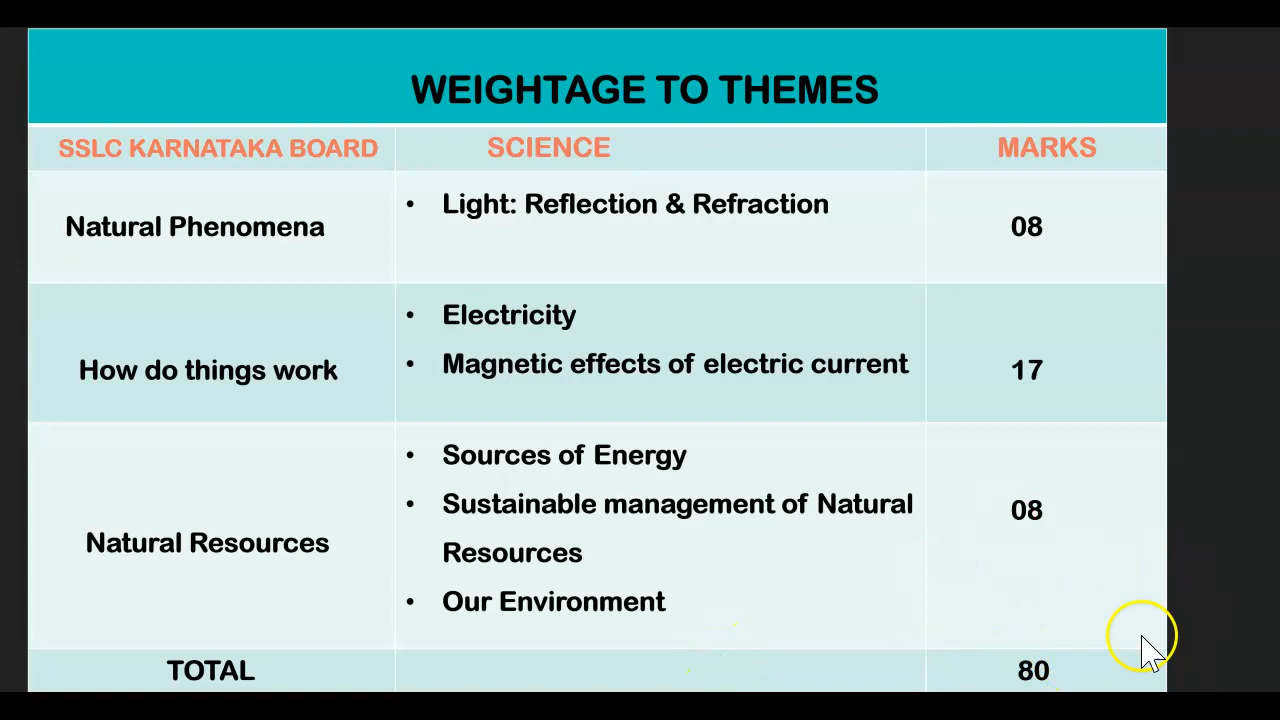 WEIGHTAGE TO THEMES
SSLC KARNATAKA BOARD SCIENCE MARKS
Natural Phenomena • Light: Reflection & Refraction 08
How do things work • Electricity
• Magnetic effects of electric current 17
Natural Resources • Sources of Energy
• Sustainable management of Natural
Resources 08
• Our Environment
TOTAL 80